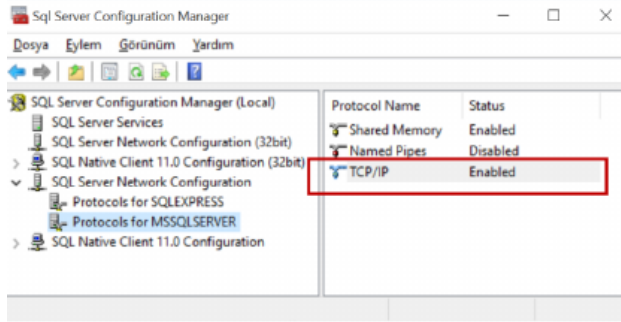 Sql Server Configuration Manager
Dosya Eylem Görünüm Yardım
SQL Server Configuration Manager (Local)
SQL Server Services
SQL Server Network Configuration (32bit)
SQL Native Client 11.0 Configuration (32bit)
SQL Server Network Configuration
Protocols for SQLEXPRESS
Protocols for MSSQLSERVER
SQL Native Client 11.0 Configuration
Protocol Name Status
Shared Memory Enabled
Named Pipes Disabled
TCP/IP Enabled